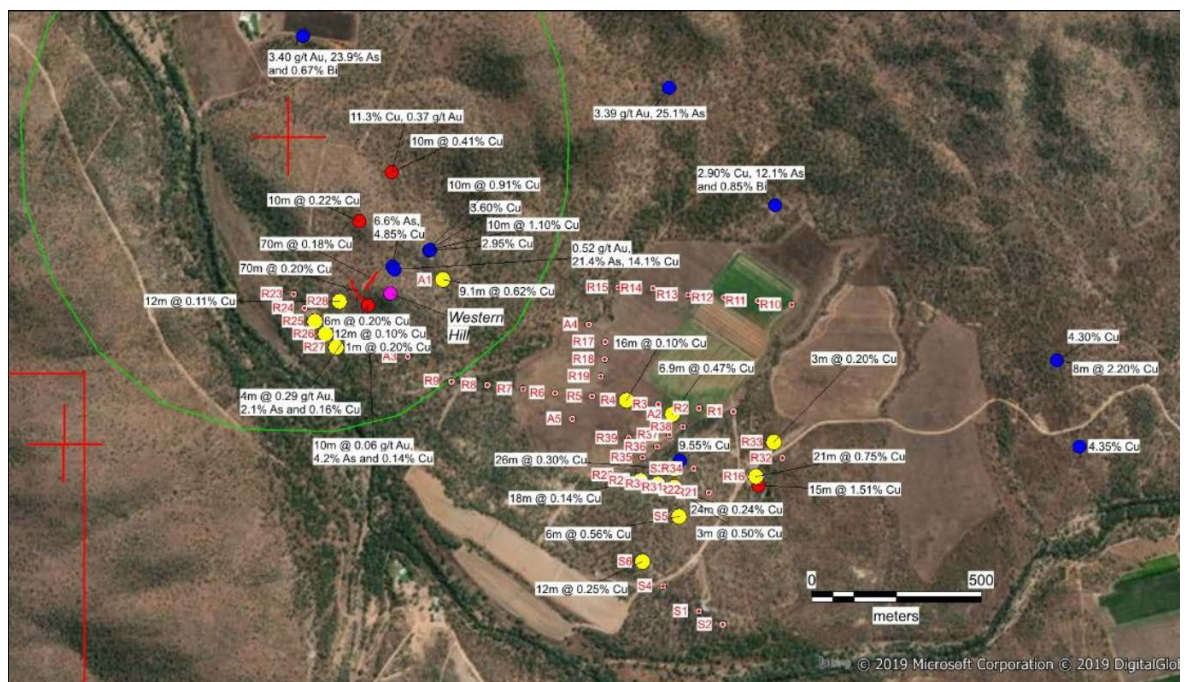 3.40 g/t Au, 23.9% As
and 0.67% Bi
3.39 g/t Au, 25.1% As
11.3% Cu, 0.37 g/t Au
10m @ 0.41% Cu
2.90% Cu, 12.1% As
and 0.85% Bi
10m @ 0.91% Cu
3.60% Cu
10m @ 0.22% Cu
6.6% As,
4.85% Cu
10m @ 1.10% Cu
2.95% Cu
70m @ 0.18% Cu
0.52 g/t Au,
21.4% As, 14.1% Cu
70m @ 0.20% Cu
A1
9.1m @ 0.62% Cu
R15
R14
R13
R12
R11
R10
12m @ 0.11% Cu
R23
R28
R24
R25
6m @ 0.20% Cu
Western
Hill
R26
12m @ 0.10% Cu
R27
1m @ 0.20% Cu
A3
A4
R17
R18
R19
16m @ 0.10% Cu
6.9m @ 0.47% Cu
3m @ 0.20% Cu
4.30% Cu
8m @ 2.20% Cu
R9
R8
R7
R6
R5
R4
R3
A2
R2
R1
4m @ 0.29 g/t Au,
2.1% As and 0.16% Cu
A5
R38
R37
R39
R36
R35
9.55% Cu
R33
R32
4.35% Cu
10m @ 0.06 g/t Au,
4.2% As and 0.14% Cu
26m @ 0.30% Cu
R34
R16
21m @ 0.75% Cu
R31
R22
R21
15m @ 1.51% Cu
18m @ 0.14% Cu
24m @ 0.24% Cu
S5
6m @ 0.56% Cu
3m @ 0.50% Cu
S6
12m @ 0.25% Cu
S4
S1
S2
0 500
meters
© 2019 Microsoft Corporation © 2019 DigitalGlob